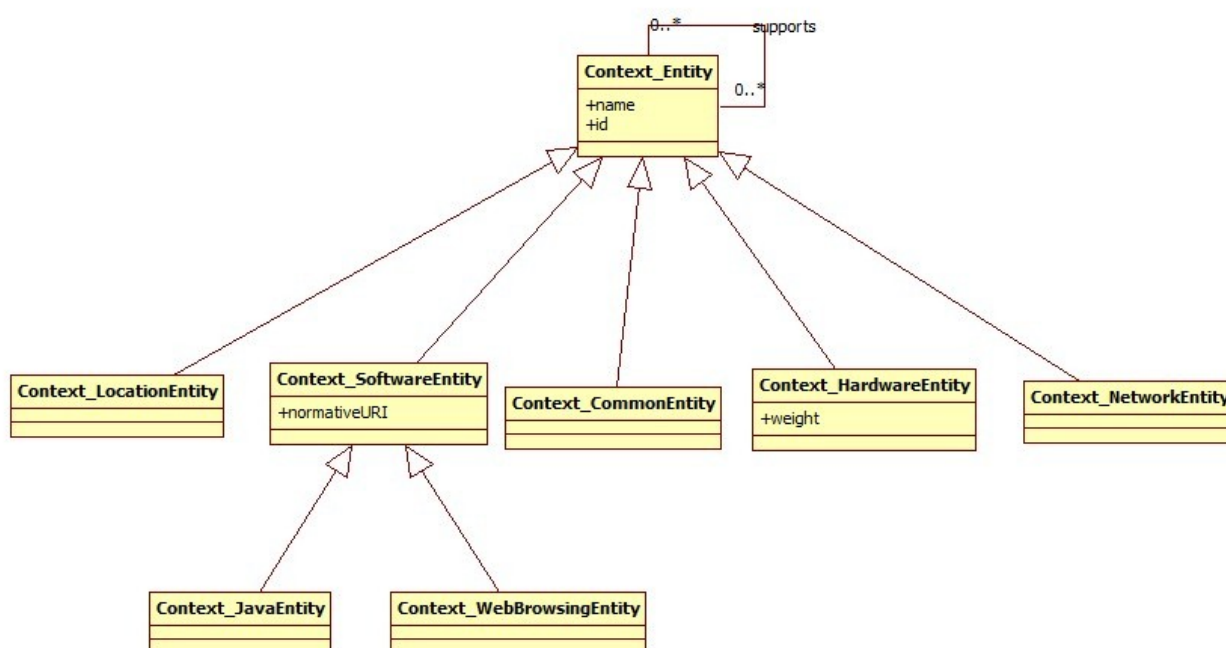 0..*
supports
Context_Entity
+name
+id
0..*
Context_LocationEntity
Context_SoftwareEntity
+normativeURI
Context_CommonEntity
Context_HardwareEntity
+weight
Context_NetworkEntity
Context_JavaEntity
Context_WebBrowsingEntity